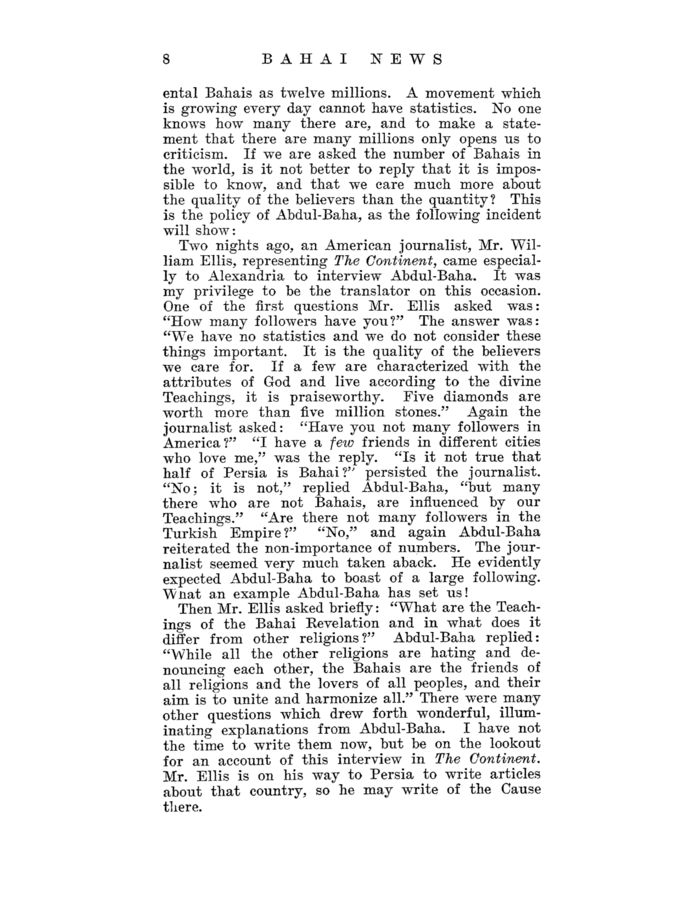 8 BAHAI NEWS
ental Bahais as twelve millions. A movement which
is growing every day cannot have statistics. No one
knows how many there are, and to make a state-
ment that there are many millions only opens us to
criticism. If we are asked the number of Bahais in
the world, is it not better to reply that it is impos-
sible to know, and that we care much more about
the quality of the believers than the quantity? This
is the policy of Abdul-Baha, as the following incident
will show:
Two nights ago, an American journalist, Mr. Wil-
liam Ellis, representing The Continent, came especial-
ly to Alexandria to interview Abdul-Baha. It was
my privilege to be the translator on this occasion.
One of the first questions Mr. Ellis asked was:
“How many followers have you?” The answer was:
“We have no statistics and we do not consider these
things important. It is the quality of the believers
we care for. If a few are characterized with the
attributes of God and live according to the divine
Teachings, it is praiseworthy. Five diamonds are
worth more than five million stones.” Again the
journalist asked: “Have you not many followers in
America?” “I have a few friends in different cities
who love me,” was the reply. “Is it not true that
half of Persia is Bahai?” persisted the journalist.
“No; it is not,” replied Abdul-Baha, “but many
there who are not Bahais, are influenced by our
Teachings.” “Are there not many followers in the
Turkish Empire?” “No,” and again Abdul-Baha
reiterated the non-importance of numbers. The jour-
nalist seemed very much taken aback. He evidently
expected Abdul-Baha to boast of a large following.
What an example Abdul-Baha has set us!
Then Mr. Ellis asked briefly: “What are the Teach-
ings of the Bahai Revelation and in what does it
differ from other religions?” Abdul-Baha replied:
“While all the other religions are hating and de-
nouncing each other, the Bahais are the friends of
all religions and the lovers of all peoples, and their
aim is to unite and harmonize all.” There were many
other questions which drew forth wonderful, illum-
inating explanations from Abdul-Baha. I have not
the time to write them now, but be on the lookout
for an account of this interview in The Continent.
Mr. Ellis is on his way to Persia to write articles
about that country, so he may write of the Cause
there.